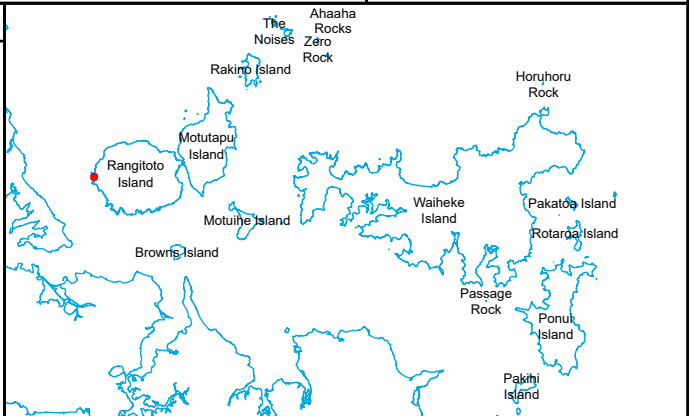 The
Noises
Ahaaha
Rocks
Zero
Rock
Rakino Island
Horuhoru
Rock
Motutapu
Island
Rangitoto
Island
Waiheke
Island
Pakatoa Island
Motuihe Island
Rotaroa Island
Browns Island
Passage
Rock
Ponui
Island
Pakihi
Island